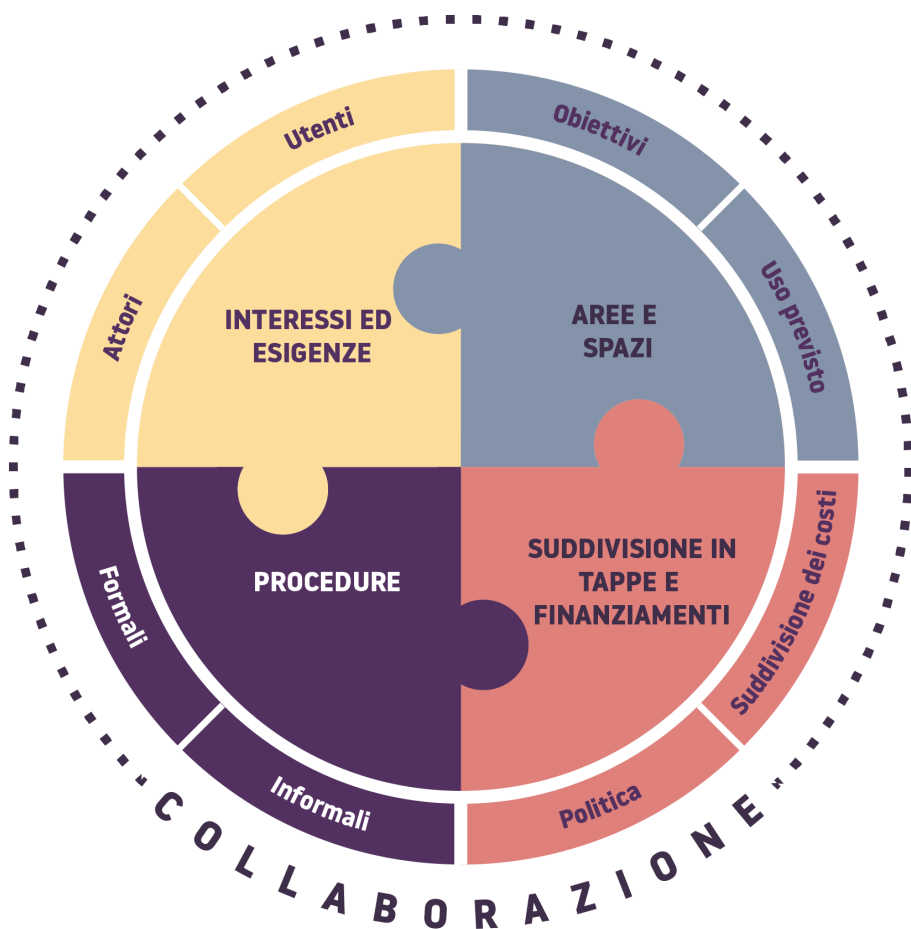 Utenti
Obiettivi
Attori
Uso previsto
INTERESSI ED
ESIGENZE
AREE E
SPAZI
PROCEDURE
SUDDIVISIONE IN
TAPPE E
FINANZIAMENTI
Formali
Suddivisione dei costi
Informali
Politica
COLLABORAZIONE